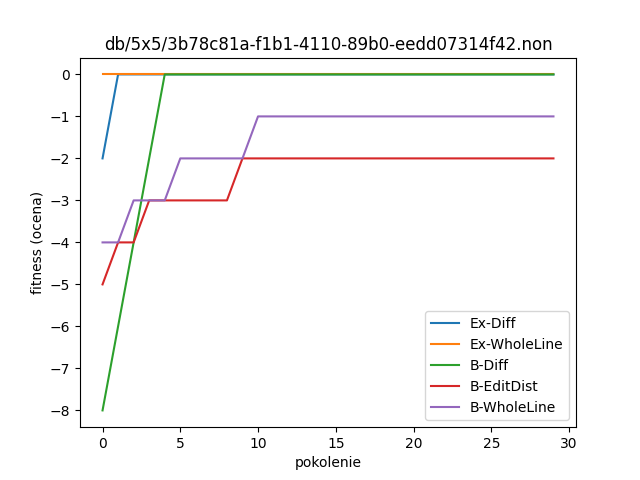 db/5x5/3b78c81a-f1b1-4110-89b0-eedd07314f42.non
0
−1
−2
−3
−4
−5
−6
−7
−8
fitness (ocena)
Ex-Diff
Ex-WholeLine
B-Diff
B-EditDist
B-WholeLine
0 5 10 15 20 25 30
pokolenie